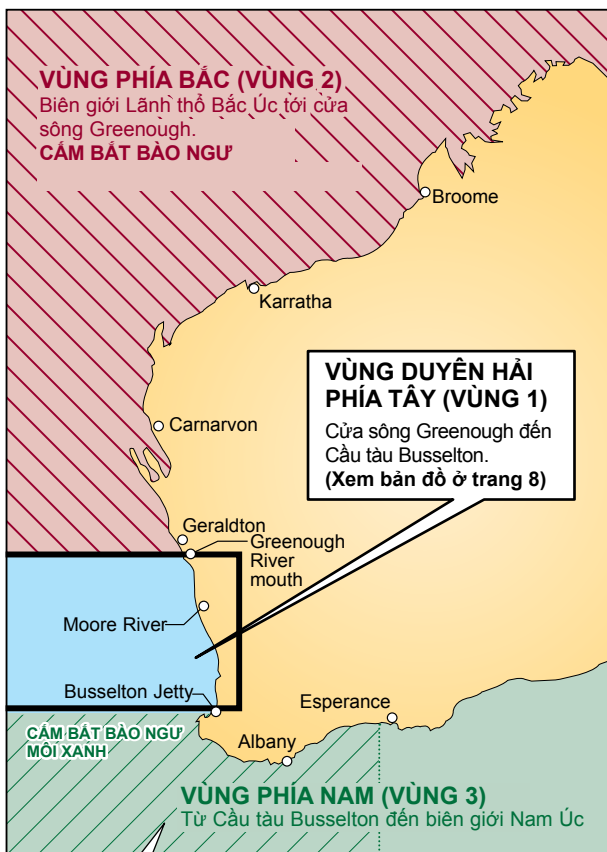 VÙNG PHÍA BẮC (VÙNG 2)
Biên giới Lãnh thổ Bắc Úc tới cửa
sông Greenough.
CẤM BẮT BÀO NGƯ
Broome
Karratha
VÙNG DUYÊN HẢI
PHÍA TÂY (VÙNG 1)
Cửa sông Greenough đến
Cầu tàu Busselton.
(Xem bản đồ ở trang 8)
Carnarvon
Geraldton
Greenough
River
mouth
Moore River
Busselton Jetty
Esperance
CẤM BẮT BÀO NGƯ
MÔI XANH
Albany
VÙNG PHÍA NAM (VÙNG 3)
Từ Cầu tàu Busselton đến biên giới Nam Úc